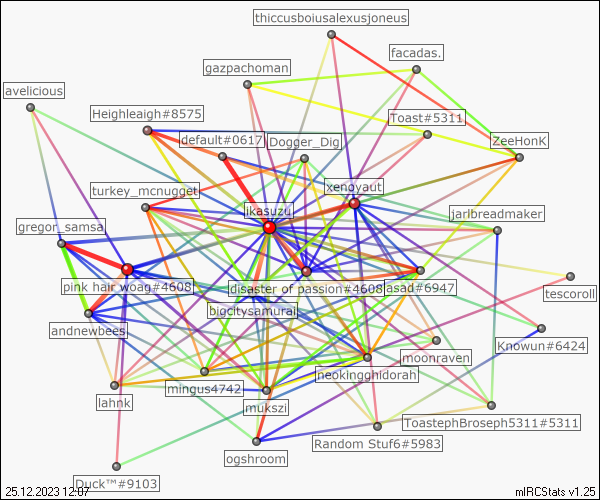 thiccusboiusalexusjoneus
facadas.
gazpachoman
avelicious
Heighleigh#8575
Toast#5311
default#0617
Dogger_Dig
ZeeHonK
turkey_mcnugget
xenoyaut
ikasuzu
jarlbreadmaker
gregor_samsa
pink hair woag#4608
disaster of passion#4608
asad#6947
tescoroll
bigcitysamurai
andnewbees
Knowun#6424
moonraven
neokingghidorah
mingus4742
lahnk
mukszi
ToastephBroseph5311#5311
Random Stuf6#5983
ogshroom
Duck™#9103
25.12.2023 12:07
mIRCStats v1.25